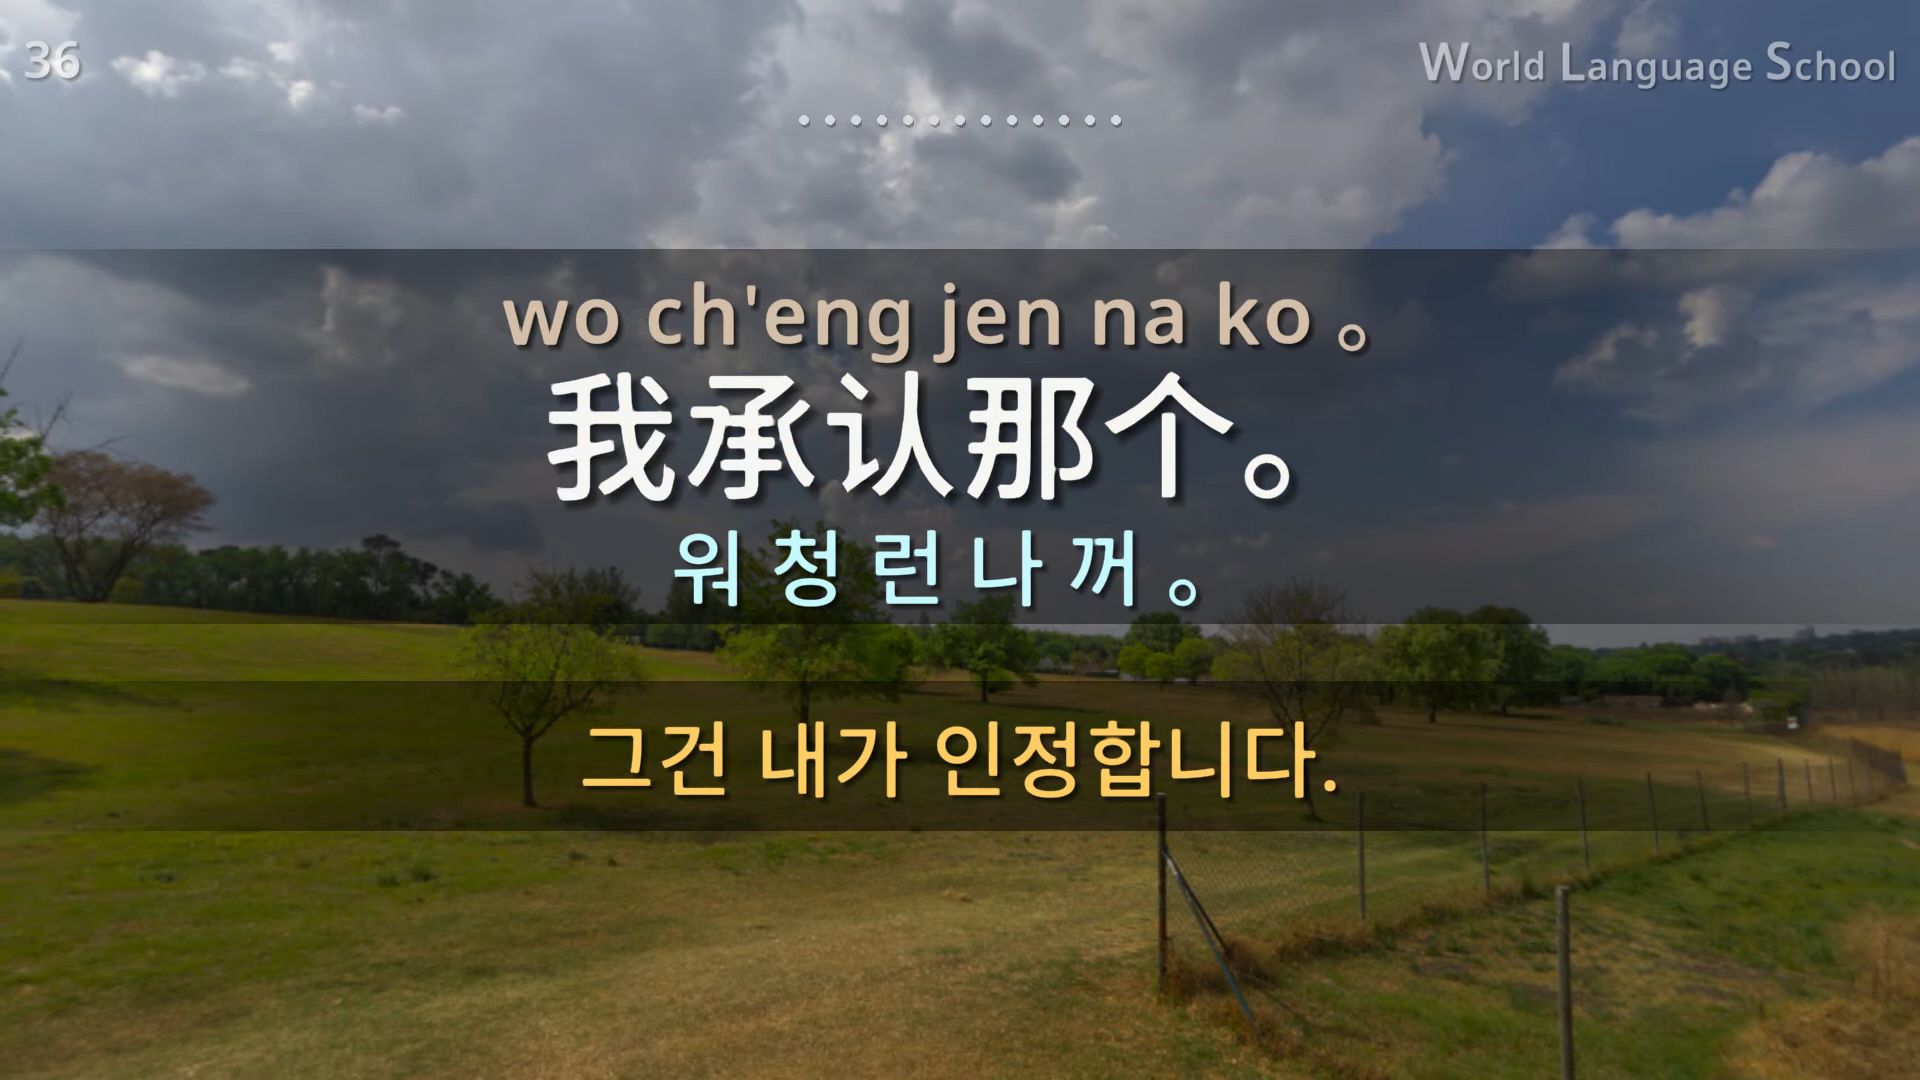 36
World Language School
wo ch'eng jen na ko 。
我承认那个。
워 청 런 나 꺼 。
그건 내가 인정합니다.